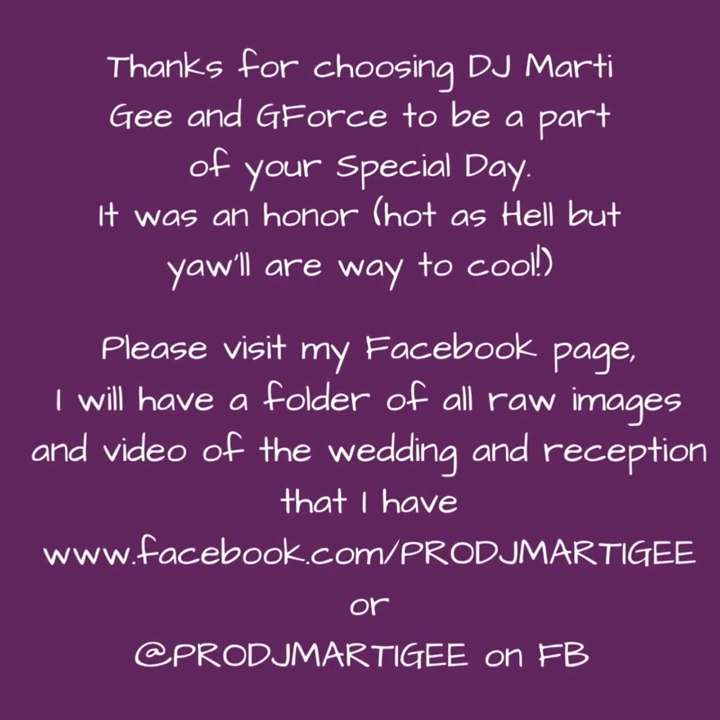 Thanks for choosing DJ Marti
Gee and GForce to be a part
of your Special Day.
It was an honor (hot as Hell but
yaw'll are way to cool!)
Please visit my Facebook page,
I will have a folder of all raw images
and video of the wedding and reception
that I have
www.facebook.com/PRODJMARTIGEE
or
@PRODJMARTIGEE on FB